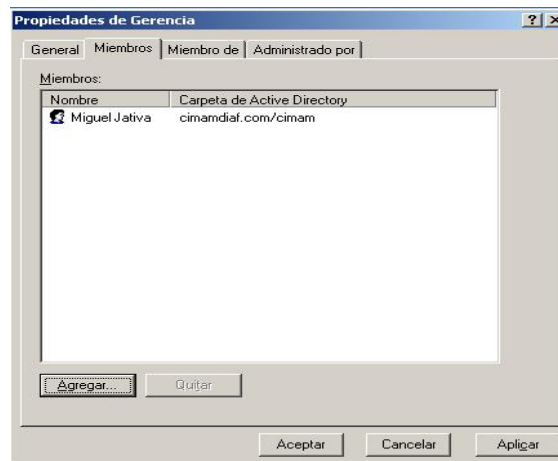 Propiedades de Gerencia
General Miembros Miembro de Administrado por
Miembros:
Nombre Carpeta de Active Directory
Miguel Jativa cimamdiaf.com/cimam
Agregar... Quitar
Aceptar Cancelar Aplicar